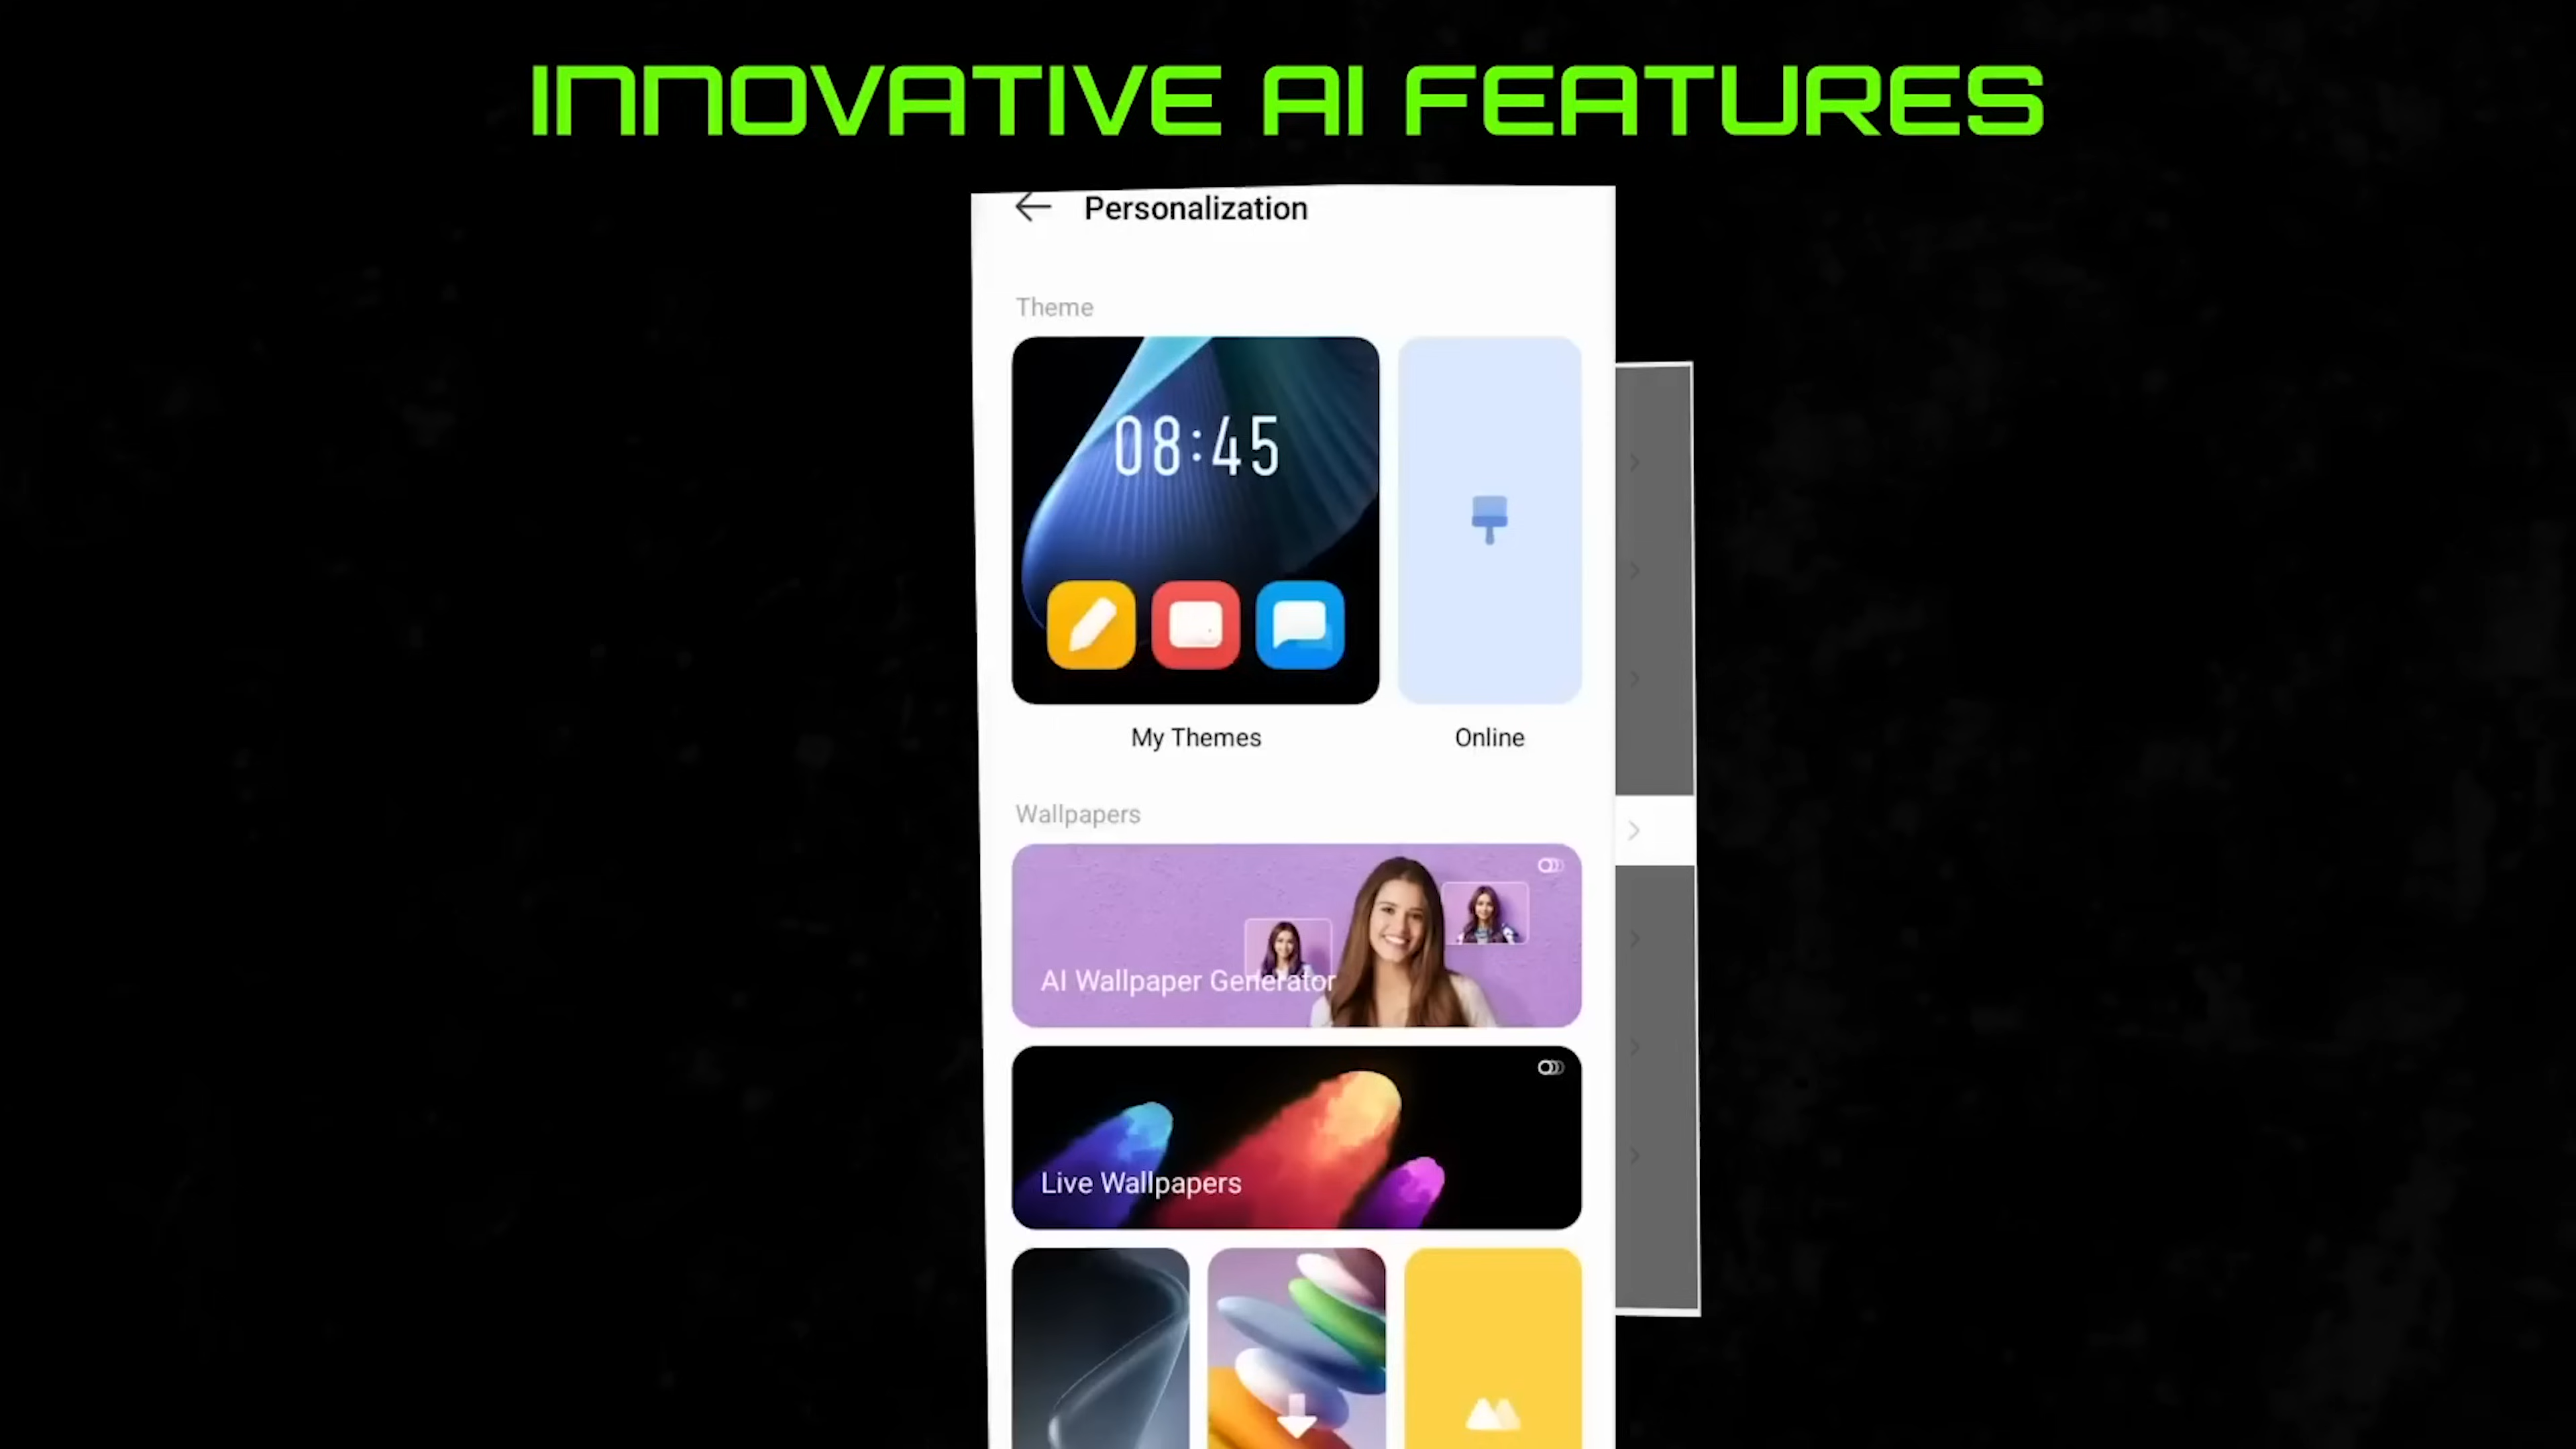 INNOVATIVE AI FEATURES
Personalization
Theme
08:45
My Themes
Online
Wallpapers
AI Wallpaper Generator
Live Wallpapers